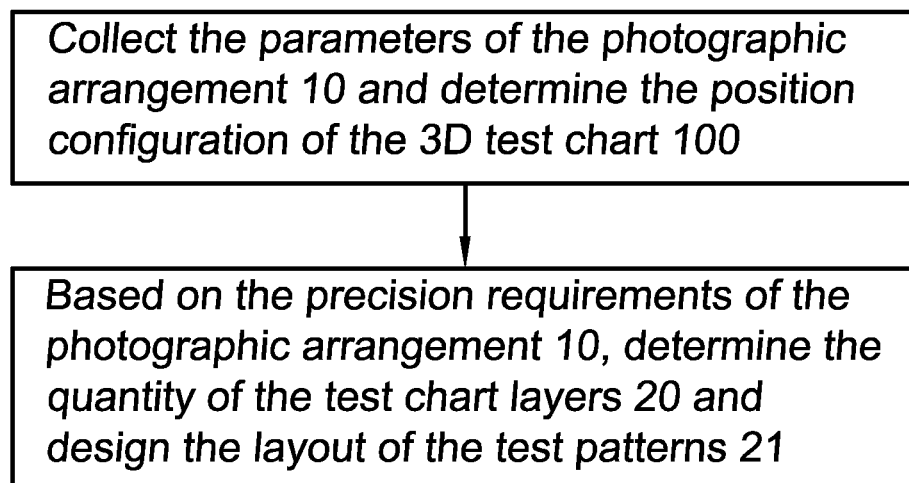 Collect the parameters of the photographic
arrangement 10 and determine the position
configuration of the 3D test chart 100
Based on the precision requirements of the
photographic arrangement 10, determine the
quantity of the test chart layers 20 and
design the layout of the test patterns 21